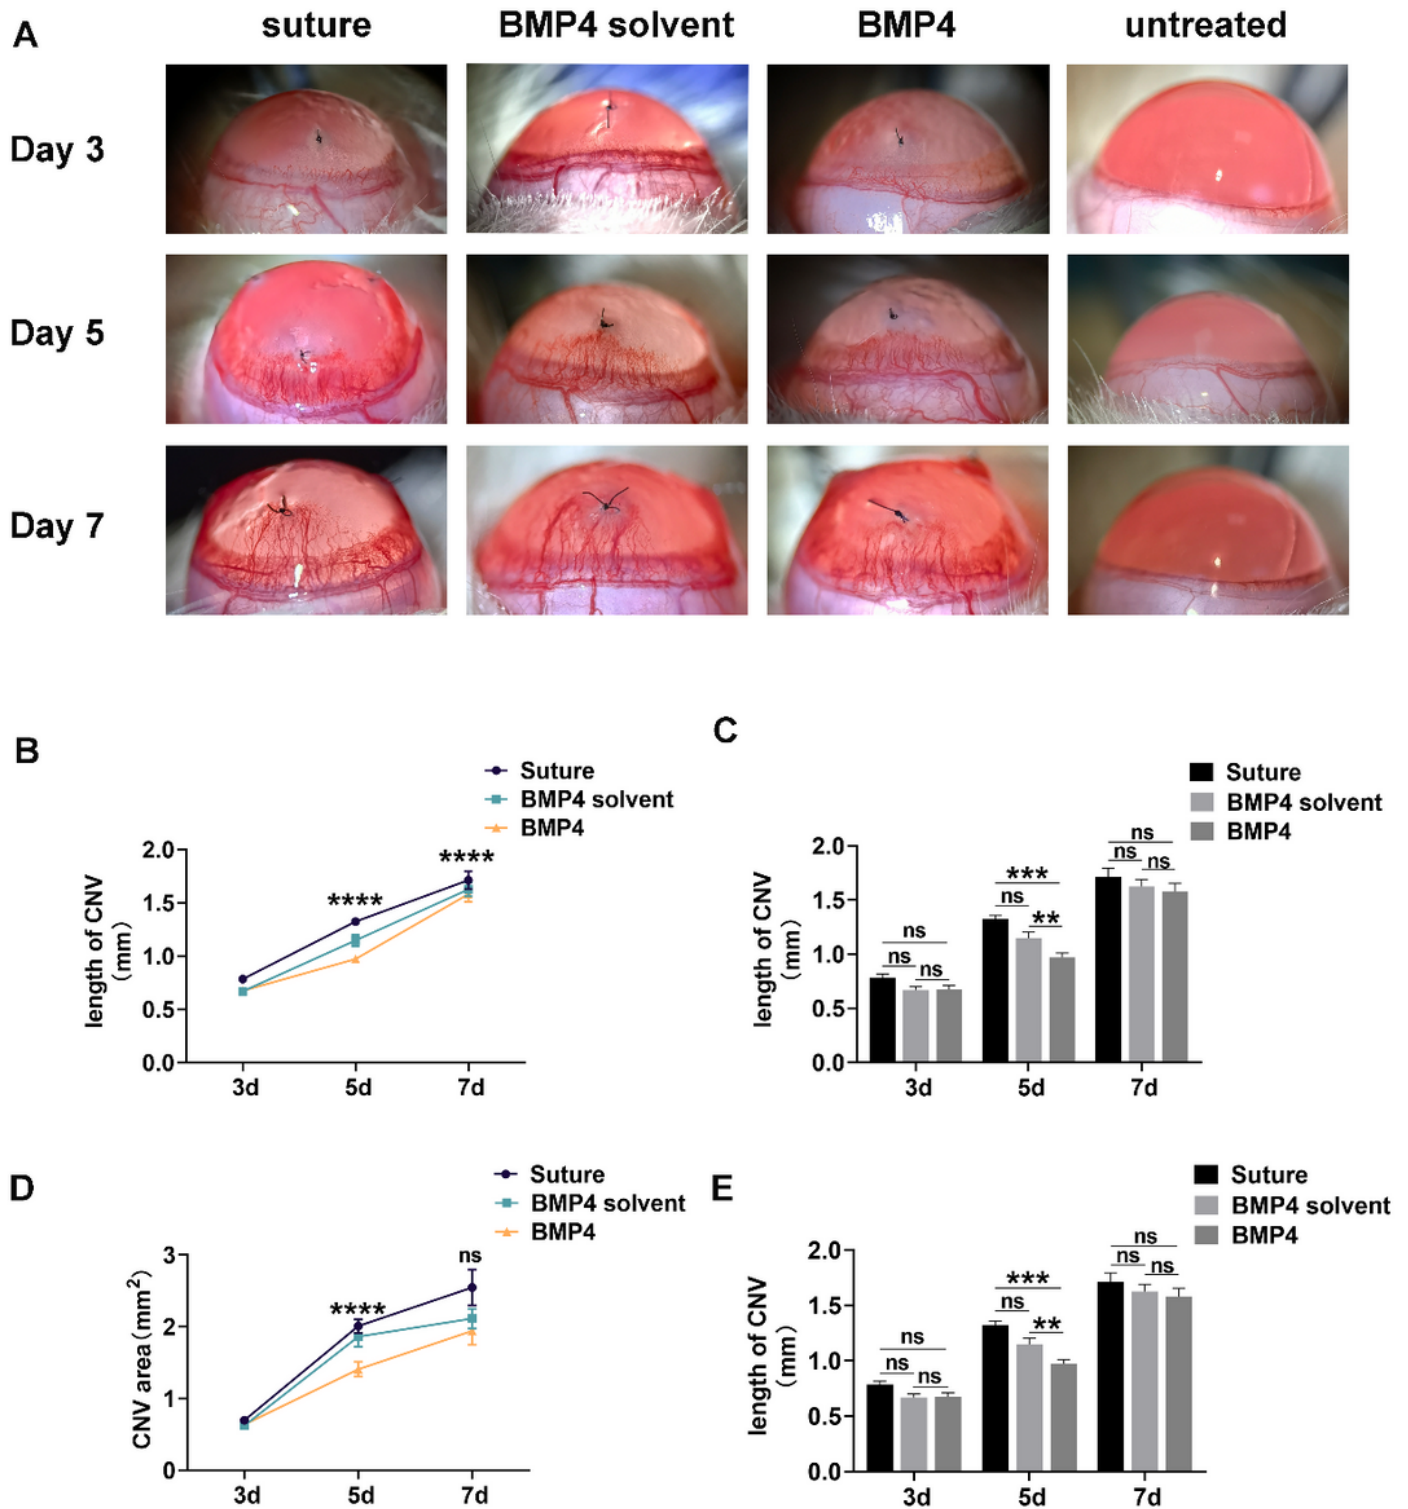 A
suture
BMP4 solvent
BMP4
untreated
Day 3
Day 5
Day 7
B
Suture
BMP4 solvent
BMP4
length of CNV
(mm)
2.0
1.5
1.0
0.5
0.0
****
****
3d
5d
7d
C
Suture
BMP4 solvent
BMP4
length of CNV
(mm)
2.0
1.5
1.0
0.5
0.0
ns
ns
ns
***
ns
**
ns
ns
ns
3d
5d
7d
D
Suture
BMP4 solvent
BMP4
CNV area(mm²)
3
2
1
0
****
ns
3d
5d
7d
E
Suture
BMP4 solvent
BMP4
length of CNV
(mm)
2.0
1.5
1.0
0.5
0.0
ns
ns
ns
***
ns
**
ns
ns
ns
3d
5d
7d